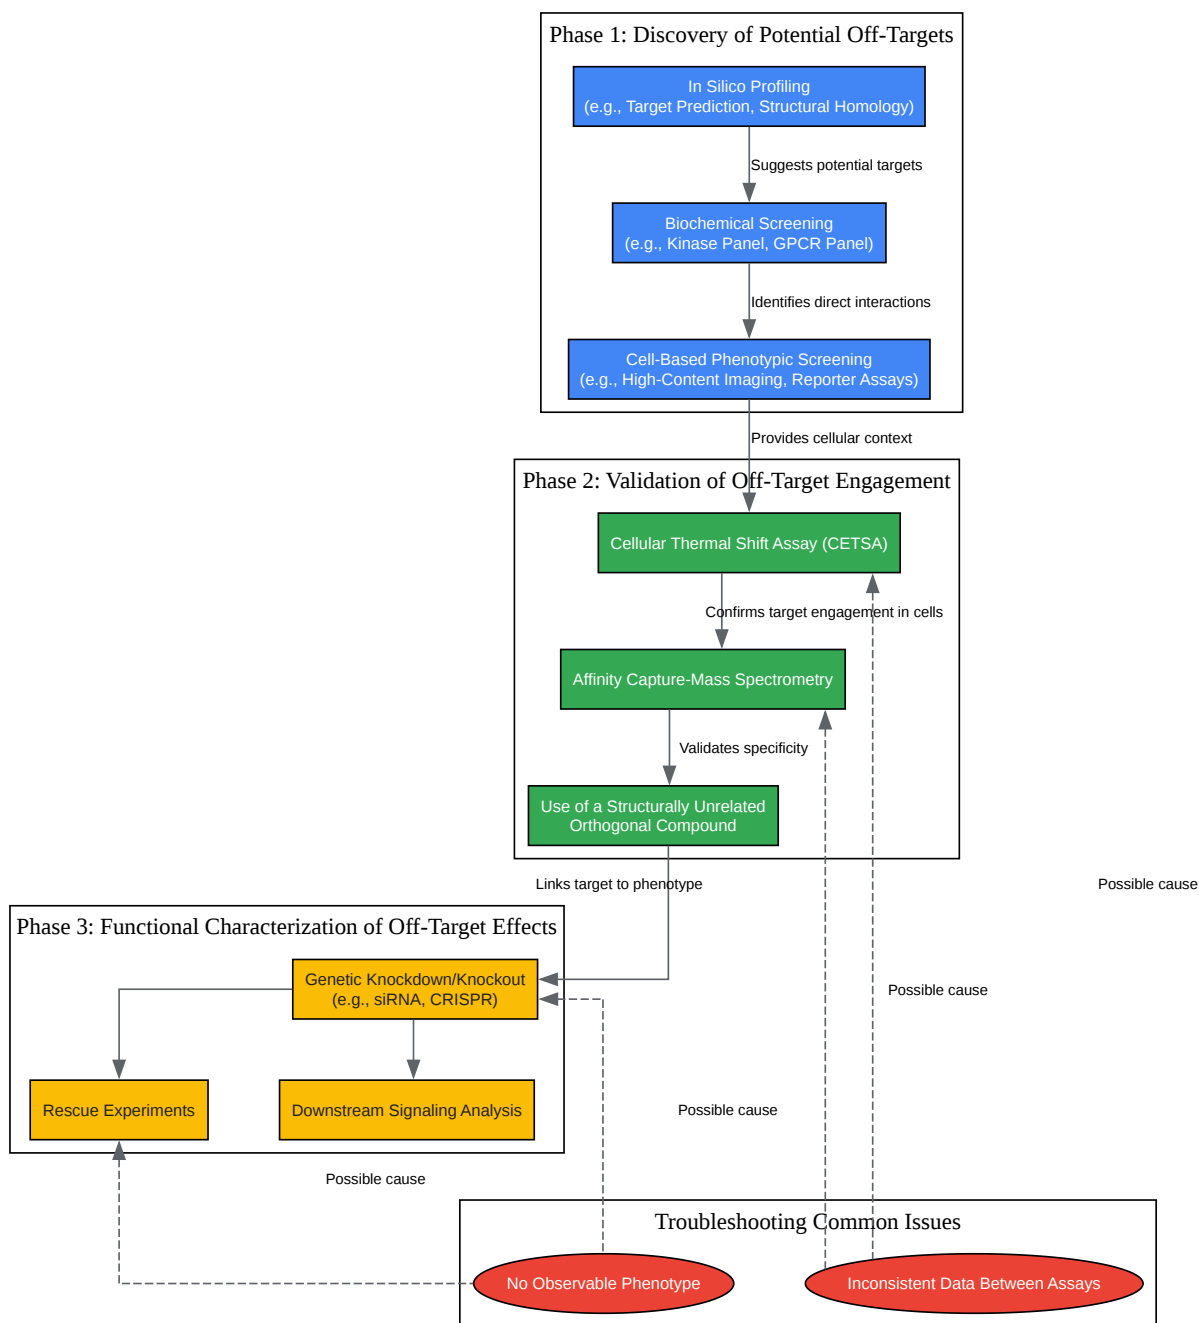 Phase 1: Discovery of Potential Off-Targets
In Silico Profiling
(e.g., Target Prediction, Structural Homology)
Suggests potential targets
Biochemical Screening
(e.g., Kinase Panel, GPCR Panel)
Identifies direct interactions
Cell-Based Phenotypic Screening
(e.g., High-Content Imaging, Reporter Assays)
Provides cellular context
Phase 2: Validation of Off-Target Engagement
Cellular Thermal Shift Assay (CETSA)
Confirms target engagement in cells
Affinity Capture-Mass Spectrometry
Validates specificity
Use of a Structurally Unrelated
Orthogonal Compound
Links target to phenotype
Possible cause
Phase 3: Functional Characterization of Off-Target Effects
Genetic Knockdown/Knockout
(e.g., siRNA, CRISPR)
Possible cause
Rescue Experiments
Downstream Signaling Analysis
Possible cause
Possible cause
Troubleshooting Common Issues
No Observable Phenotype
Inconsistent Data Between Assays